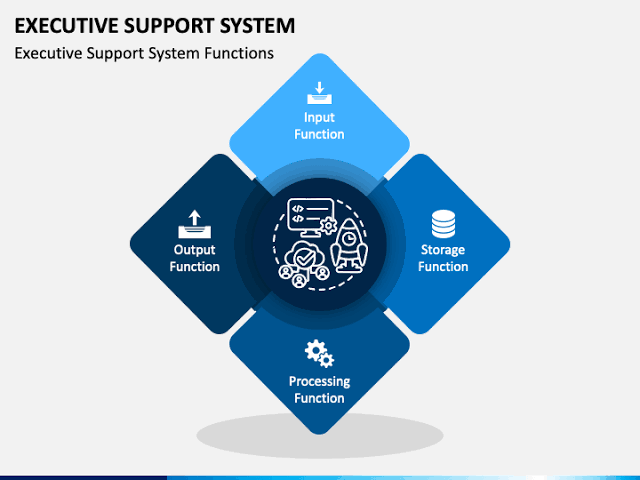 EXECUTIVE SUPPORT SYSTEM
Executive Support System Functions
Input
Function
Output
Function
Storage
Function
Processing
Function